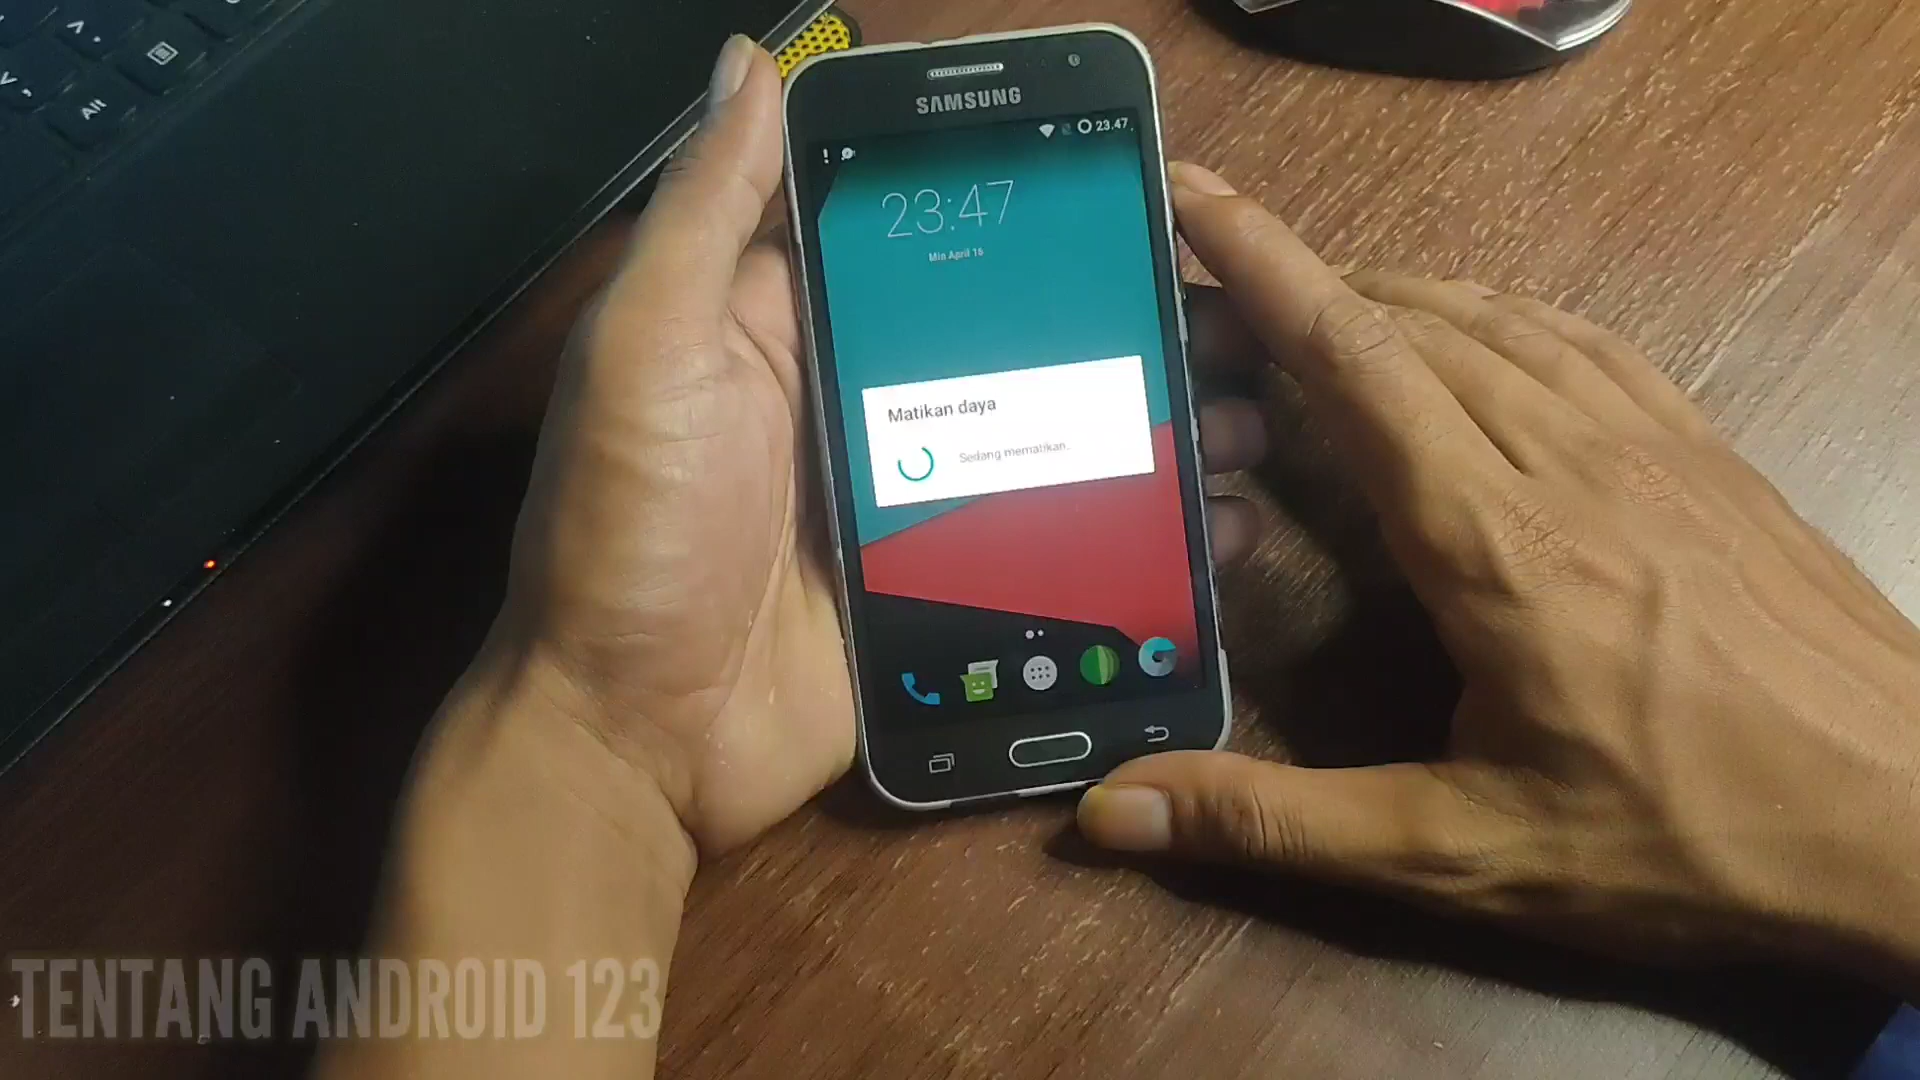 Alt
SAMSUNG
23.47
23:47
Min April 16
Matikan daya
Sedang mematikan.
TENTANG ANDROID 123